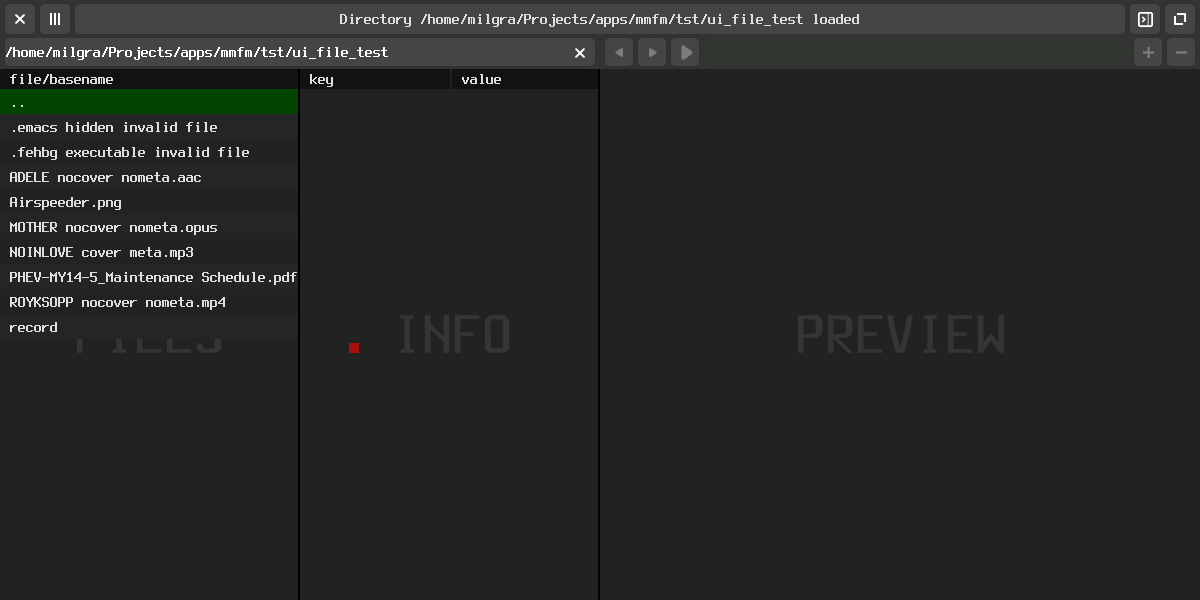 Directory /home/milgra/Projects/apps/mmfm/tst/ui_file_test loaded
/home/milgra/Projects/apps/mmfm/tst/ui_file_test
file/basename key value
..
.emacs hidden invalid file
.fehbg executable invalid file
ADELE nocover nometa.aac
Airspeeder.png
MOTHER nocover nometa.opus
NOINLOVE cover meta.mp3
PHEV-MY14-5_Maintenance Schedule.pdf
ROYKSOPP nocover nometa.mp4
record
FILES INFO PREVIEW